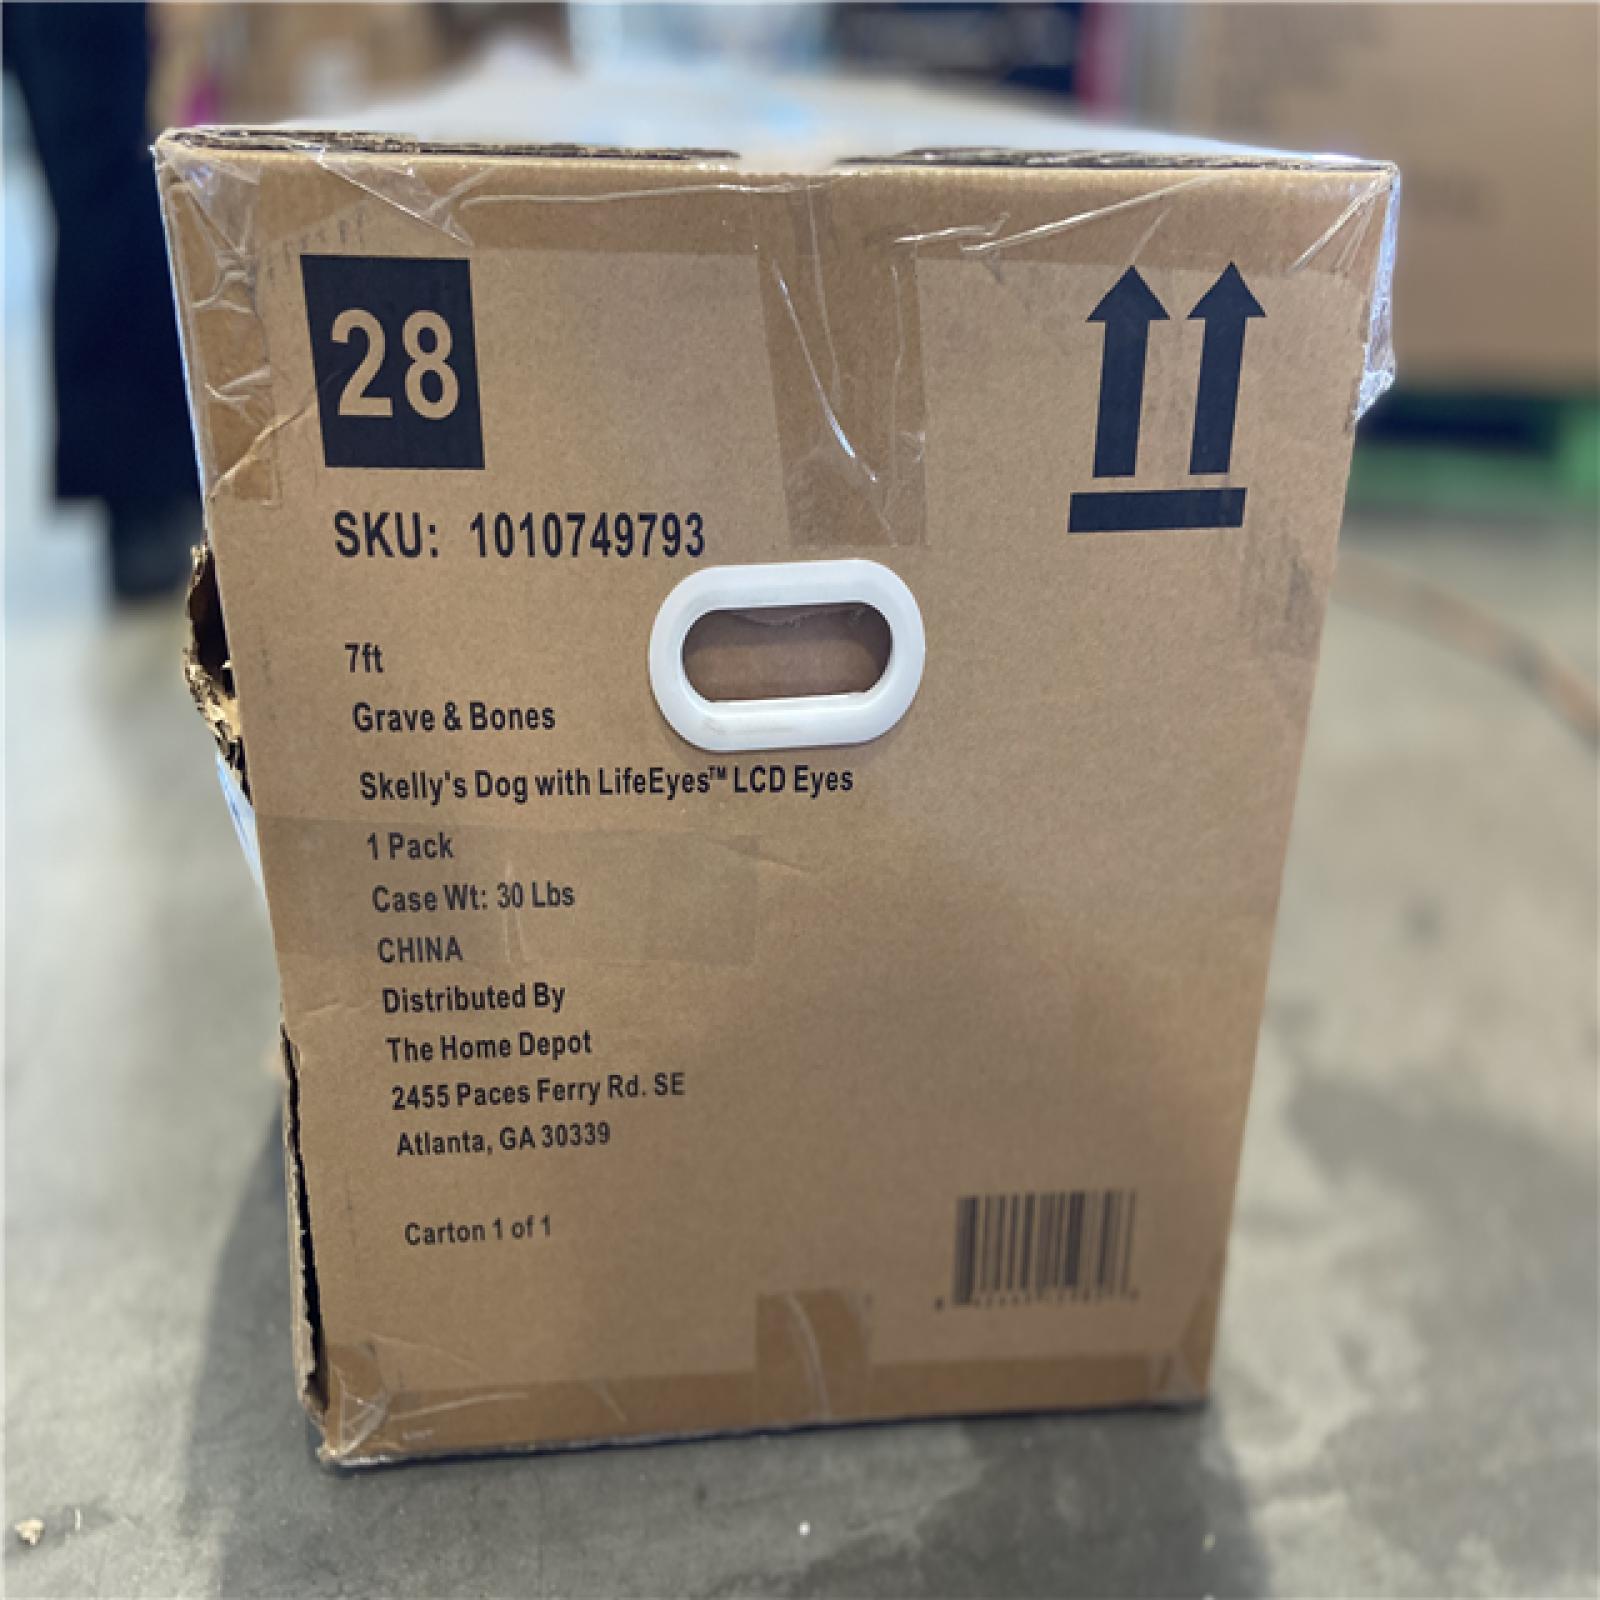 28
SKU: 1010749793
7ft
Grave & Bones
Skelly's Dog with LifeEyes™ LCD Eyes
1 Pack
Case Wt: 30 Lbs
CHINA
Distributed By
The Home Depot
2455 Paces Ferry Rd. SE
Atlanta, GA 30339
Carton 1 of 1